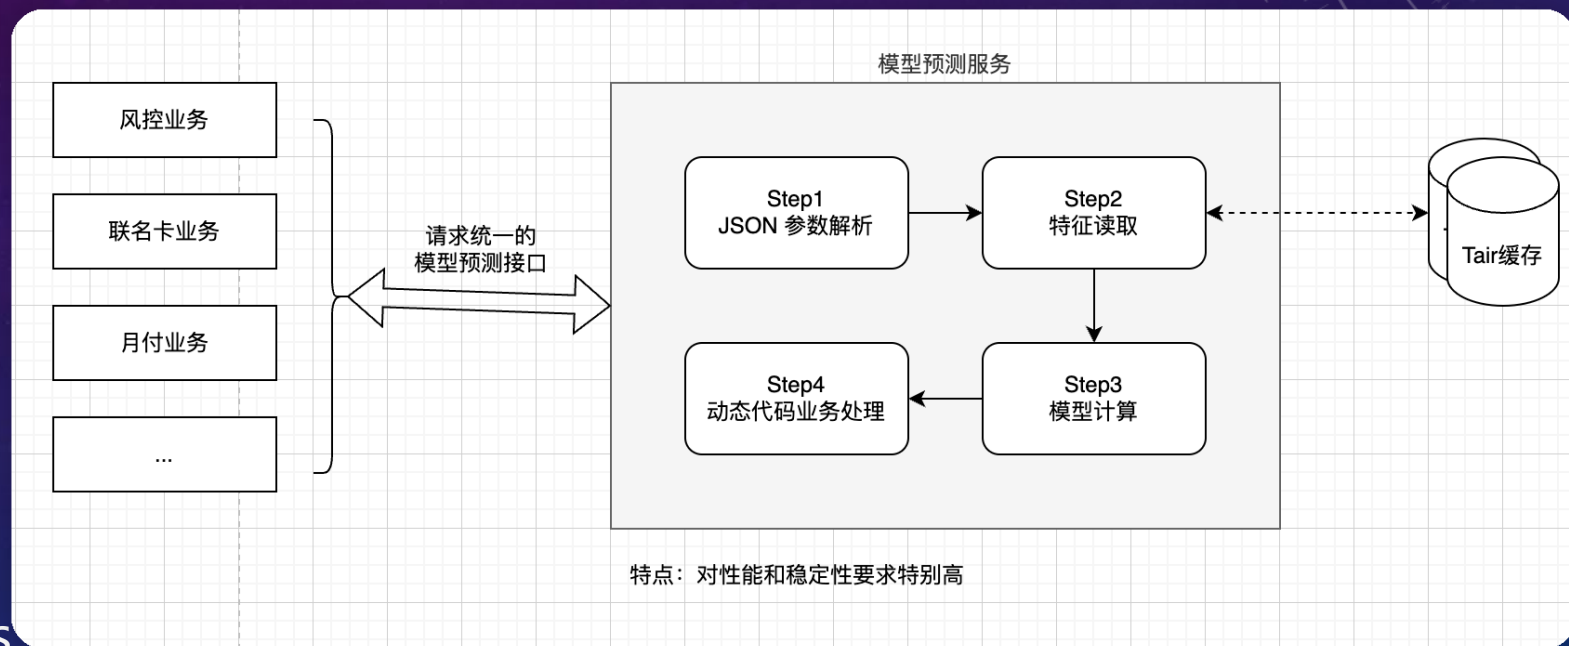 模型预测服务
风控业务
联名卡业务
月付业务
...
请求统一的
模型预测接口
Step1
JSON 参数解析
Step2
特征读取
Step3
模型计算
Step4
动态代码业务处理
Tair缓存
特点：对性能和稳定性要求特别高
s